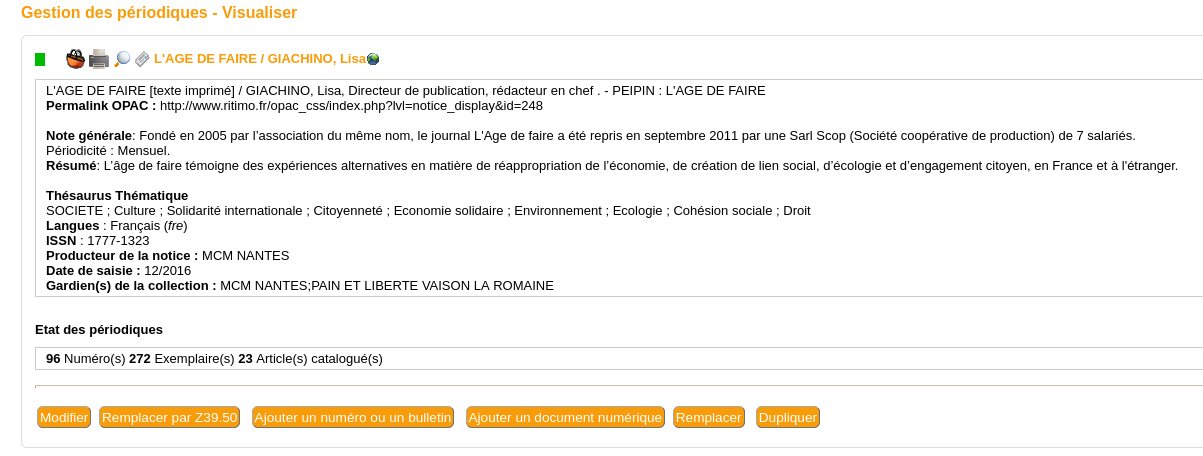 Gestion des périodiques - Visualiser
L'AGE DE FAIRE / GIACHINO, Lisa
L'AGE DE FAIRE [texte imprimé] / GIACHINO, Lisa, Directeur de publication, rédacteur en chef . - PEIPIN : L'AGE DE FAIRE
Permalink OPAC : http://www.ritimo.fr/opac_css/index.php?lvl=notice_display&id=248
Note générale: Fondé en 2005 par l’association du même nom, le journal L'Age de faire a été repris en septembre 2011 par une Sarl Scop (Société coopérative de production) de 7 salariés.
Périodicité : Mensuel.
Résumé: L’âge de faire témoigne des expériences alternatives en matière de réappropriation de l’économie, de création de lien social, d’écologie et d’engagement citoyen, en France et à l'étranger.
Thésaurus Thématique
SOCIETE ; Culture ; Solidarité internationale ; Citoyenneté ; Economie solidaire ; Environnement ; Ecologie ; Cohésion sociale ; Droit
Langues : Français (fre)
ISSN : 1777-1323
Producteur de la notice : MCM NANTES
Date de saisie : 12/2016
Gardien(s) de la collection : MCM NANTES;PAIN ET LIBERTE VAISON LA ROMAINE
Etat des périodiques
96 Numéro(s) 272 Exemplaire(s) 23 Article(s) catalogué(s)
Modifier Remplacer par Z39.50 Ajouter un numéro ou un bulletin Ajouter un document numérique Remplacer Dupliquer